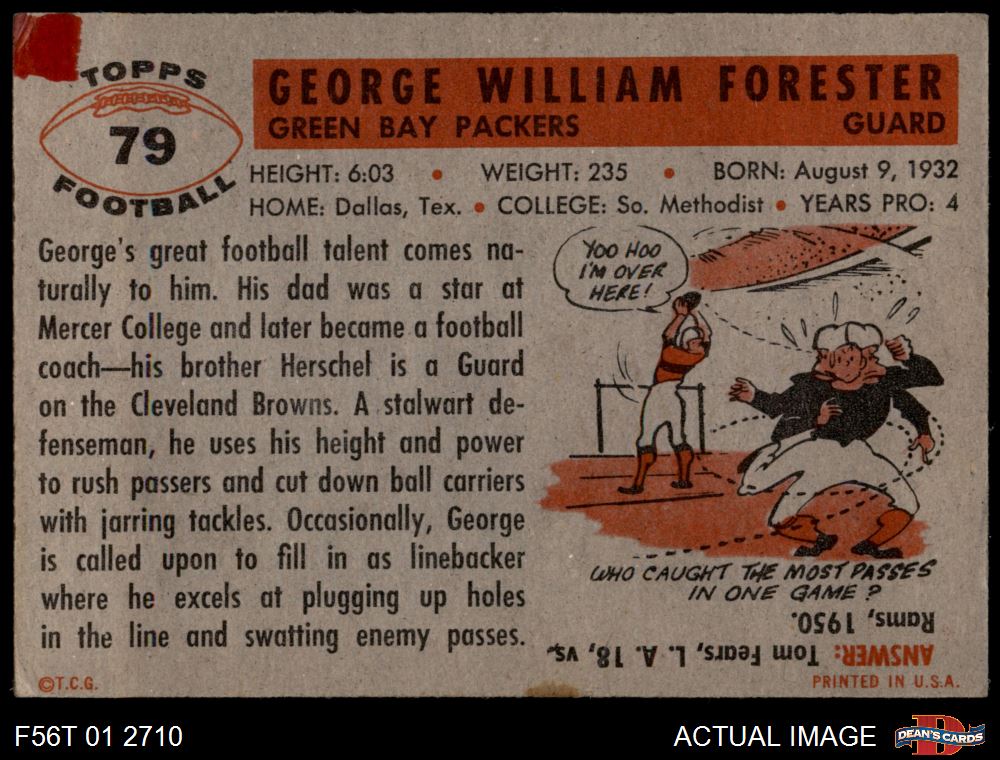 TOPPS
79
FOOTBALL
GEORGE WILLIAM FORESTER
GREEN BAY PACKERS GUARD
HEIGHT: 6:03 • WEIGHT: 235 • BORN: August 9, 1932
HOME: Dallas, Tex. • COLLEGE: So. Methodist • YEARS PRO: 4
George's great football talent comes na-
turally to him. His dad was a star at
Mercer College and later became a football
coach—his brother Herschel is a Guard
on the Cleveland Browns. A stalwart de-
fenseman, he uses his height and power
to rush passers and cut down ball carriers
with jarring tackles. Occasionally, George
is called upon to fill in as linebacker
where he excels at plugging up holes
in the line and swatting enemy passes.
YOO HOO
I'M OVER
HERE!
WHO CAUGHT THE MOST PASSES
IN ONE GAME?
ANSWER: Tom Fears, L. A. 18, vs.
Rams, 1950.
©T.C.G.
PRINTED IN U.S.A.
F56T 01 2710
ACTUAL IMAGE
D
DEAN'S CARDS